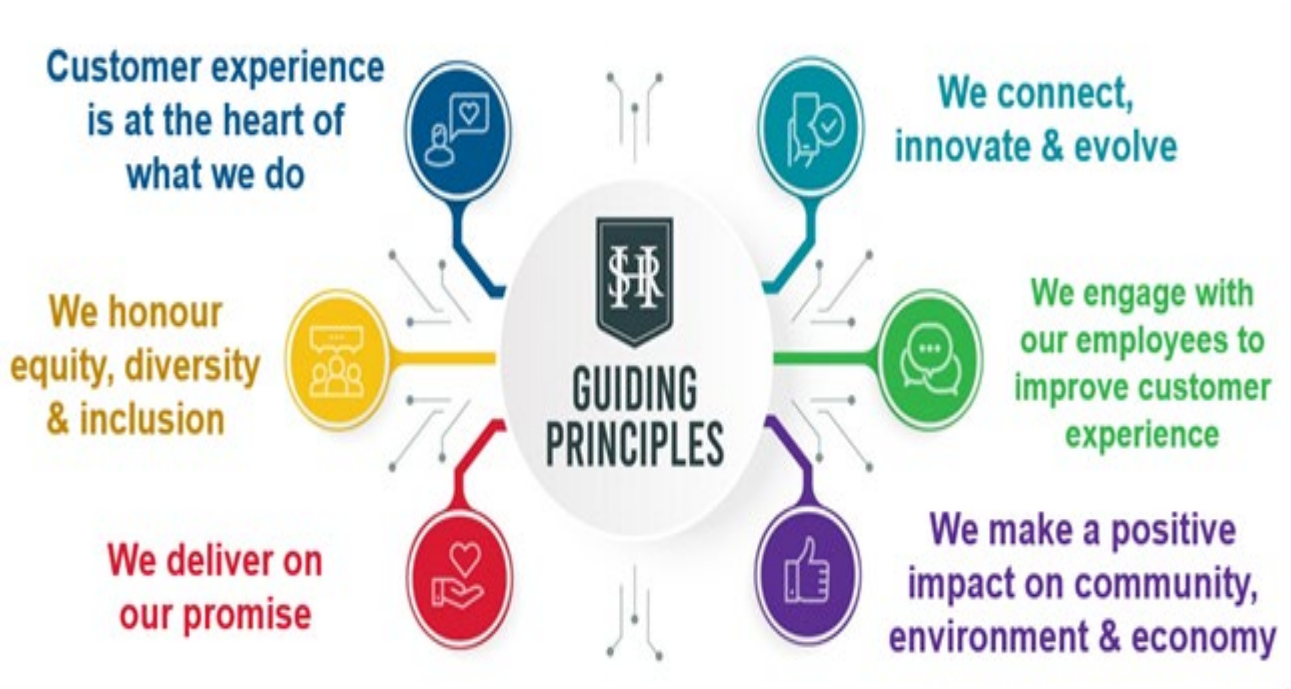 Customer experience
is at the heart of
what we do
We connect,
innovate & evolve
We honour
equity, diversity
& inclusion
GUIDING
PRINCIPLES
We engage with
our employees to
improve customer
experience
We deliver on
our promise
We make a positive
impact on community,
environment & economy